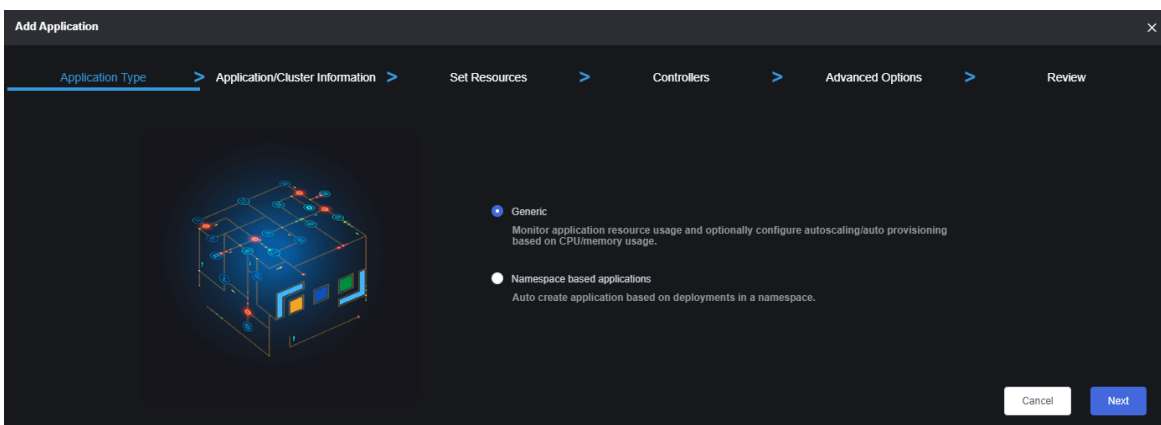 Add Application
Application Type > Application/Cluster Information > Set Resources > Controllers > Advanced Options > Review
Generic
Monitor application resource usage and optionally configure autoscaling/auto provisioning
based on CPU/memory usage.
Namespace based applications
Auto create application based on deployments in a namespace.
Cancel Next